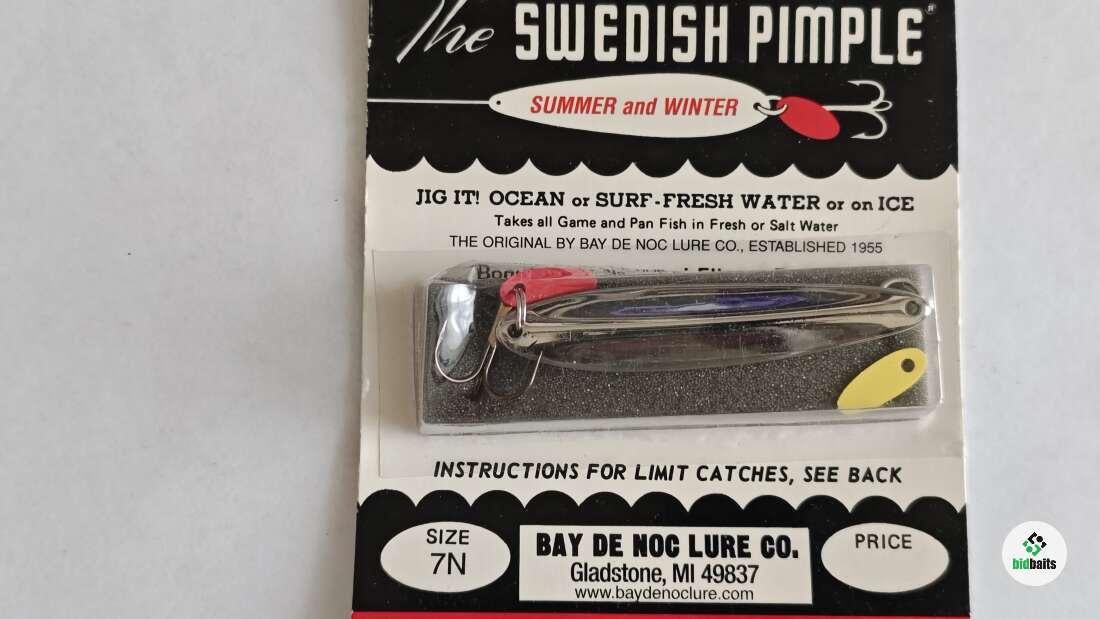 The SWEDISH PIMPLE®
SUMMER and WINTER
JIG IT! OCEAN or SURF-FRESH WATER or on ICE
Takes all Game and Pan Fish in Fresh or Salt Water
THE ORIGINAL BY BAY DE NOC LURE CO., ESTABLISHED 1955
INSTRUCTIONS FOR LIMIT CATCHES, SEE BACK
SIZE
7N
BAY DE NOC LURE CO.
Gladstone, MI 49837
www.baydenoclure.com
PRICE
bidbaits